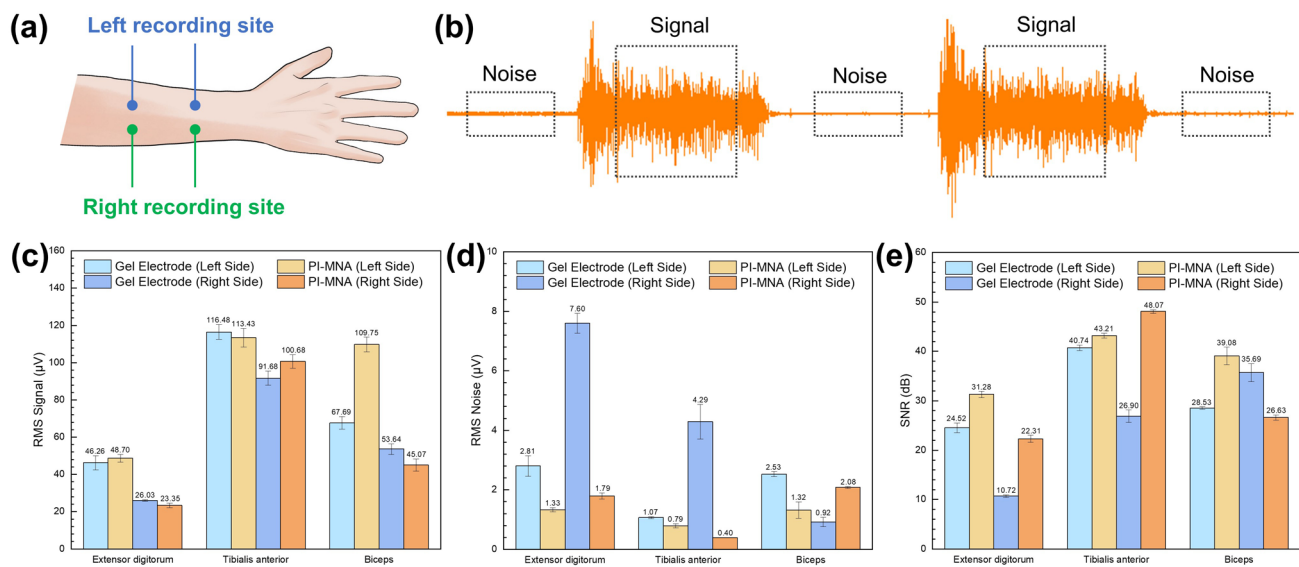 (a)
Left recording site
Right recording site
(b)
Noise
Signal
Noise
Signal
Noise
(c)
RMS Signal (μV)
160
140
120
100
80
60
40
20
0
Gel Electrode (Left Side)
PI-MNA (Left Side)
Gel Electrode (Right Side)
PI-MNA (Right Side)
46.26
48.70
26.03
23.35
116.48
113.43
91.68
100.68
67.69
109.75
53.64
45.07
Extensor digitorum
Tibialis anterior
Biceps
(d)
RMS Noise (μV)
10
8
6
4
2
0
Gel Electrode (Left Side)
PI-MNA (Left Side)
Gel Electrode (Right Side)
PI-MNA (Right Side)
2.81
1.33
7.60
1.79
1.07
0.79
4.29
0.40
2.53
1.32
0.92
2.08
Extensor digitorum
Tibialis anterior
Biceps
(e)
SNR (dB)
60
50
40
30
20
10
0
Gel Electrode (Left Side)
PI-MNA (Left Side)
Gel Electrode (Right Side)
PI-MNA (Right Side)
24.52
31.28
10.72
22.31
40.74
43.21
26.90
48.07
28.53
39.08
35.69
26.63
Extensor digitorum
Tibialis anterior
Biceps